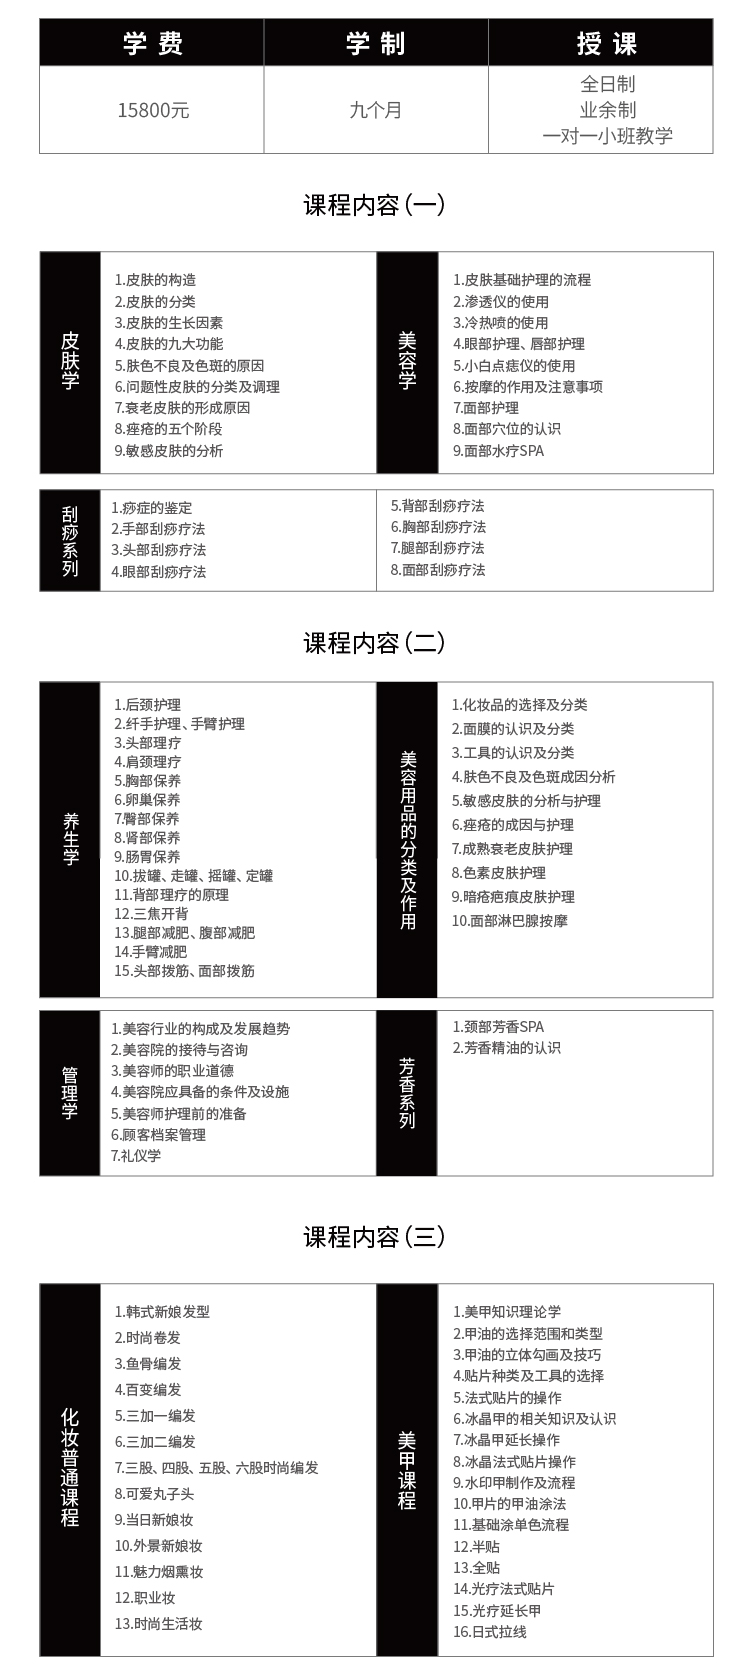 学费
学制
授课
15800元
九个月
全日制
业余制
一对一小班教学
课程内容(一)
皮肤学
1.皮肤的构造
2.皮肤的分类
3.皮肤的生长因素
4.皮肤的九大功能
5.肤色不良及色斑的原因
6.问题性皮肤的分类及调理
7.衰老皮肤的形成原因
8.痤疮的五个阶段
9.敏感皮肤的分析
美容学
1.皮肤基础护理的流程
2.渗透仪的使用
3.冷热喷的使用
4.眼部护理、唇部护理
5.小白点痣仪的使用
6.按摩的作用及注意事项
7.面部护理
8.面部穴位的认识
9.面部水疗SPA
刮痧系列
1.痧症的鉴定
2.手部刮痧疗法
3.头部刮痧疗法
4.眼部刮痧疗法
5.背部刮痧疗法
6.胸部刮痧疗法
7.腿部刮痧疗法
8.面部刮痧疗法
课程内容(二)
养生学
1.后颈护理
2.纤手护理、手臂护理
3.头部理疗
4.肩颈理疗
5.胸部保养
6.卵巢保养
7.臀部保养
8.肾部保养
9.肠胃保养
10.拔罐、走罐、摇罐、定罐
11.背部理疗的原理
12.三焦开背
13.腿部减肥、腹部减肥
14.手臂减肥
15.头部拨筋、面部拨筋
美容用品的分类及作用
1.化妆品的选择及分类
2.面膜的认识及分类
3.工具的认识及分类
4.肤色不良及色斑成因分析
5.敏感皮肤的分析与护理
6.痤疮的成因与护理
7.成熟衰老皮肤护理
8.色素皮肤护理
9.暗疮疤痕皮肤护理
10.面部淋巴腺按摩
管理学
1.美容行业的构成及发展趋势
2.美容院的接待与咨询
3.美容师的职业道德
4.美容院应具备的条件及设施
5.美容师护理前的准备
6.顾客档案管理
7.礼仪学
芳香系列
1.颈部芳香SPA
2.芳香精油的认识
课程内容(三)
化妆普通课程
1.韩式新娘发型
2.时尚卷发
3.鱼骨编发
4.百变编发
5.三加一编发
6.三加二编发
7.三股、四股、五股、六股时尚编发
8.可爱丸子头
9.当日新娘妆
10.外景新娘妆
11.魅力烟熏妆
12.职业妆
13.时尚生活妆
美甲课程
1.美甲知识理论学
2.甲油的选择范围和类型
3.甲油的立体勾画及技巧
4.贴片种类及工具的选择
5.法式贴片的操作
6.冰晶甲的相关知识及认识
7.冰晶甲延长操作
8.冰晶法式贴片操作
9.水印甲制作及流程
10.甲片的甲油涂法
11.基础涂单色流程
12.半贴
13.全贴
14.光疗法式贴片
15.光疗延长甲
16.日式拉线